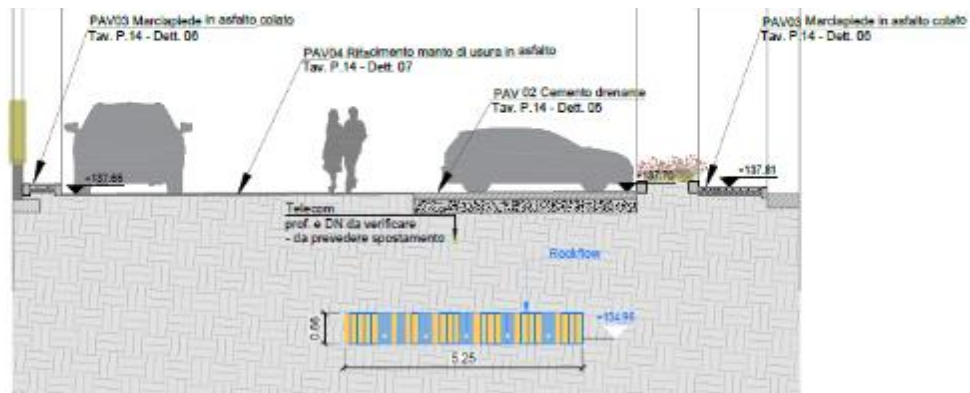 PAV03 Marciapiede in asfalto colato
Tav. P.14 - Dett. 06
PAV03 Marciapiede in asfalto colato
Tav. P.14 - Dett. 06
PAV04 Rifacimento manto di usura in asfalto
Tav. P.14 - Dett. 07
PAV 02 Cemento drenante
Tav. P.14 - Dett. 05
+137.81
+137.70
Telecom
prof. e DN da verificare
- da prevedere spostamento
Rockflow
0.66
5.25